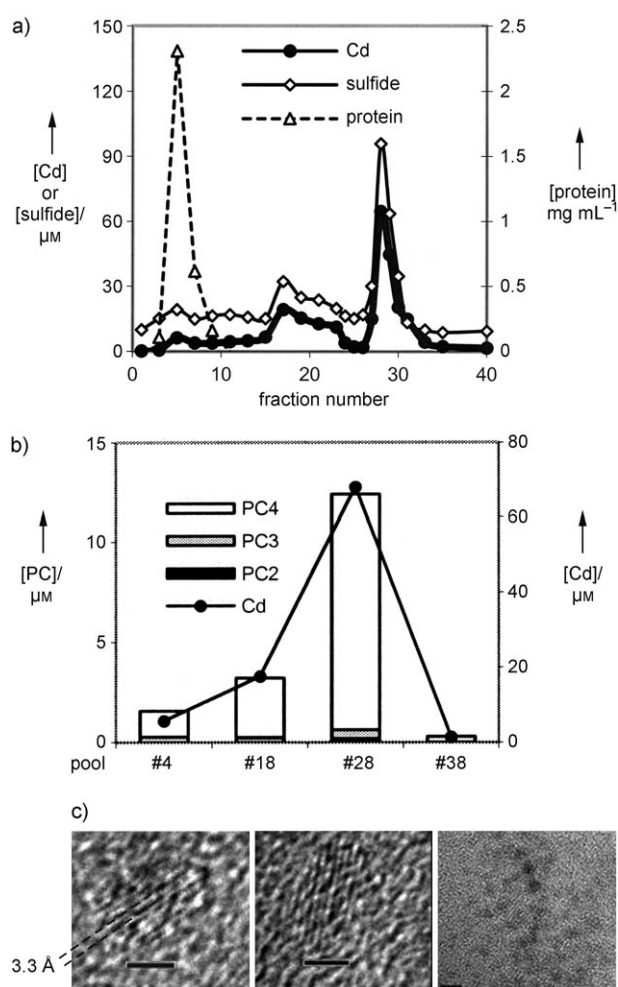 a)
150
120
90
60
30
0
[Cd]
or
[sulfide]/
μM
Cd
sulfide
protein
2.5
2
1.5
1
0.5
0
[protein]
mg mL⁻¹
0 10 20 30 40
fraction number
b)
15
10
5
0
[PC]/
μM
PC4
PC3
PC2
Cd
80
60
40
20
0
[Cd]/
μM
pool #4 #18 #28 #38
c)
3.3 Å